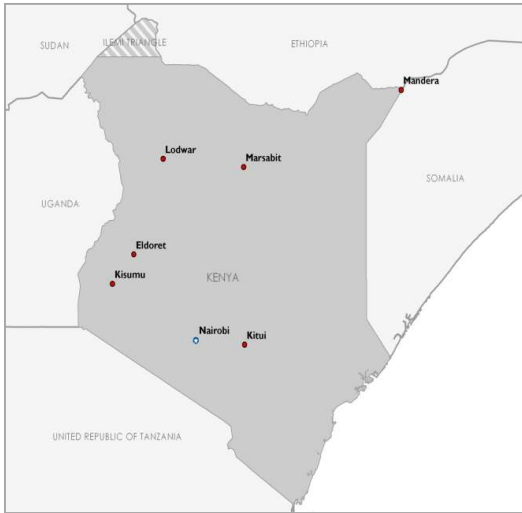 SUDAN
ILEMI TRIANGLE
ETHIOPIA
Mandera
Lodwar
Marsabit
SOMALIA
UGANDA
Eldoret
Kisumu
KENYA
Nairobi
Kitui
UNITED REPUBLIC OF TANZANIA